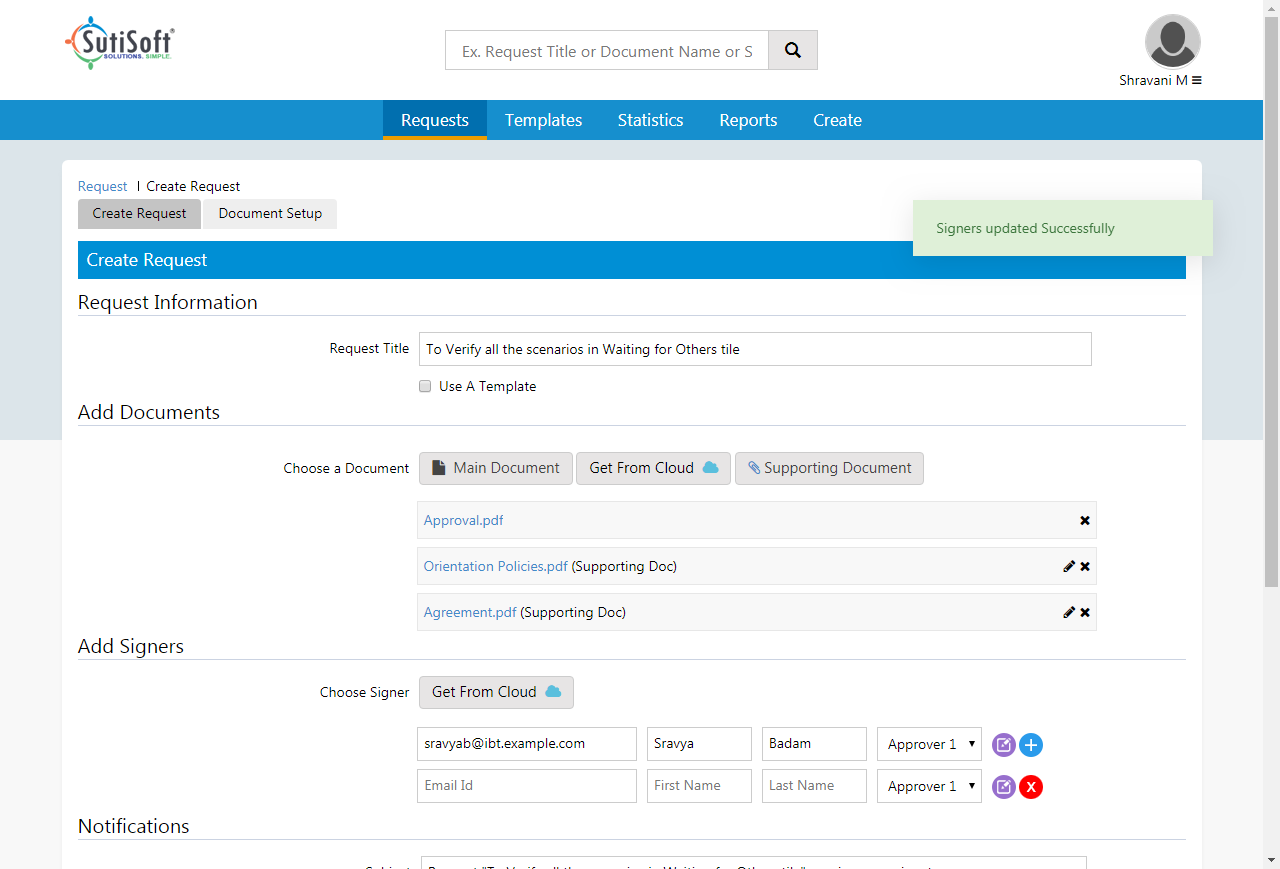 SutiSoft®
SOLUTIONS. SIMPLE.
Ex. Request Title or Document Name or S
Shravani M
Requests Templates Statistics Reports Create
Request | Create Request
Create Request Document Setup
Signers updated Successfully
Create Request
Request Information
Request Title To Verify all the scenarios in Waiting for Others tile
Use A Template
Add Documents
Choose a Document Main Document Get From Cloud Supporting Document
Approval.pdf
Orientation Policies.pdf (Supporting Doc)
Agreement.pdf (Supporting Doc)
Add Signers
Choose Signer Get From Cloud
sravyab@ibt.example.com Sravya Badam Approver 1
Email Id First Name Last Name Approver 1 X
Notifications